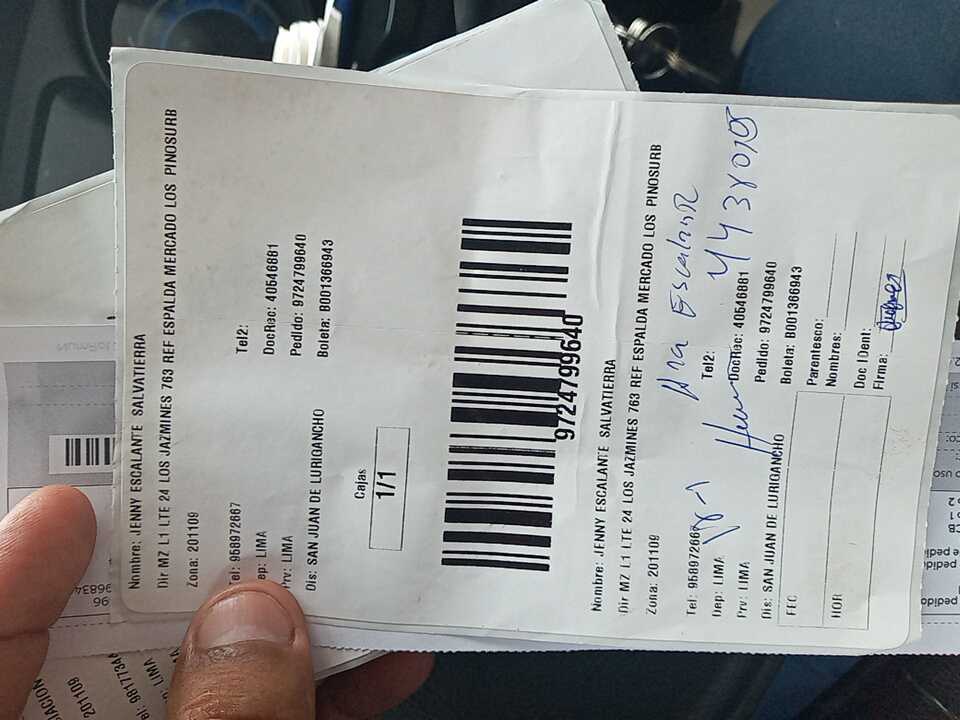 Nombre: JENNY ESCALANTE SALVATIERRA
Dir MZ L1 LTE 24 LOS JAZMINES 763 REF ESPALDA MERCADO LOS PINOSURB
Zona: 201109
Tel: 958972667 Tel2:
Dep: LIMA DocRec: 40546881
Prv: LIMA Pedido: 9724799640
Dis: SAN JUAN DE LURIGANCHO Boleta: B001366943
Cajas
1/1
9724799640
Nombre: JENNY ESCALANTE SALVATIERRA
Dir MZ L1 LTE 24 LOS JAZMINES 763 REF ESPALDA MERCADO LOS PINOSURB
Zona: 201109
Tel: 958972667 Tel2:
Dep: LIMA DocRec: 40546881
Prv: LIMA Pedido: 9724799640
Dis: SAN JUAN DE LURIGANCHO Boleta: B001366943
FEC Parentesco:
Nombres:
HOR Doc IDent:
Firma:
201109
LIMA